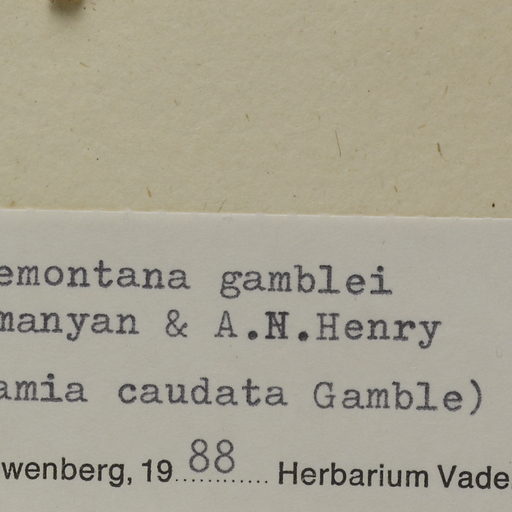 emontana gamblei
manyan & A.N.Henry
amia caudata Gamble)
wenberg, 19 88 Herbarium Vade